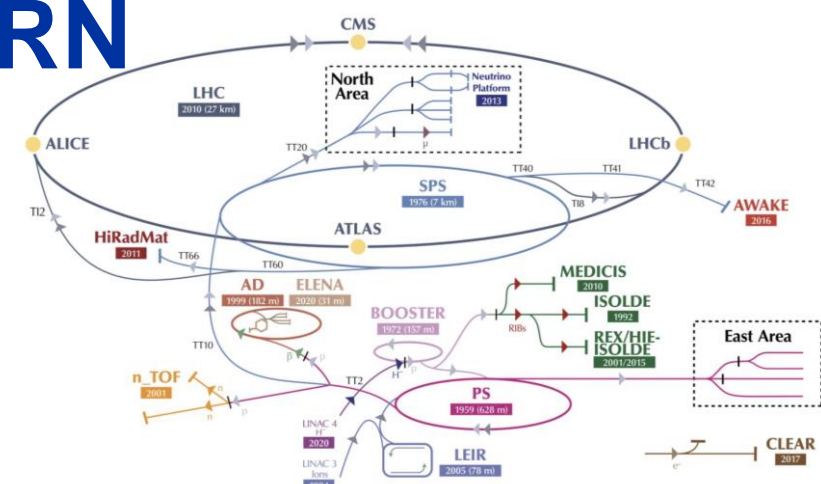 RN
CMS
North
Area
Neutrino
Platform
2013
LHC
2010 (27 km)
μ
ALICE
LHCb
TT20
TT40
TT41
TT42
SPS
1976 (7 km)
TI8
TI2
AWAKE
2016
ATLAS
HiRadMat
2011
TT66
TT60
MEDICIS
2010
AD
1999 (182 m)
ELENA
2020 (31 m)
ISOLDE
1992
BOOSTER
1972 (157 m)
RIBs
REX/HIE-
ISOLDE
2001/2015
East Area
TT10
p
p
H⁻
p
TT2
n_TOF
2001
n
n
p
PS
1959 (628 m)
LINAC 4
H⁻
2020
LINAC 3
Ions
LEIR
2005 (78 m)
CLEAR
2017
e⁻